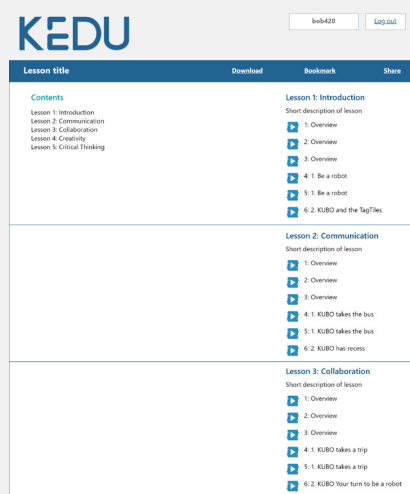 KEDU
bob420
Log out
Lesson title
Download
Bookmark
Share
Contents
Lesson 1: Introduction
Lesson 2: Communication
Lesson 3: Collaboration
Lesson 4: Creativity
Lesson 5: Critical Thinking
Lesson 1: Introduction
Short description of lesson
1: Overview
2: Overview
3: Overview
4: 1. Be a robot
5: 1. Be a robot
6: 2. KUBO and the TagTiles
Lesson 2: Communication
Short description of lesson
1: Overview
2: Overview
3: Overview
4: 1. KUBO takes the bus
5: 1. KUBO takes the bus
6: 2. KUBO has recess
Lesson 3: Collaboration
Short description of lesson
1: Overview
2: Overview
3: Overview
4: 1. KUBO takes a trip
5: 1. KUBO takes a trip
6: 2. KUBO Your turn to be a robot